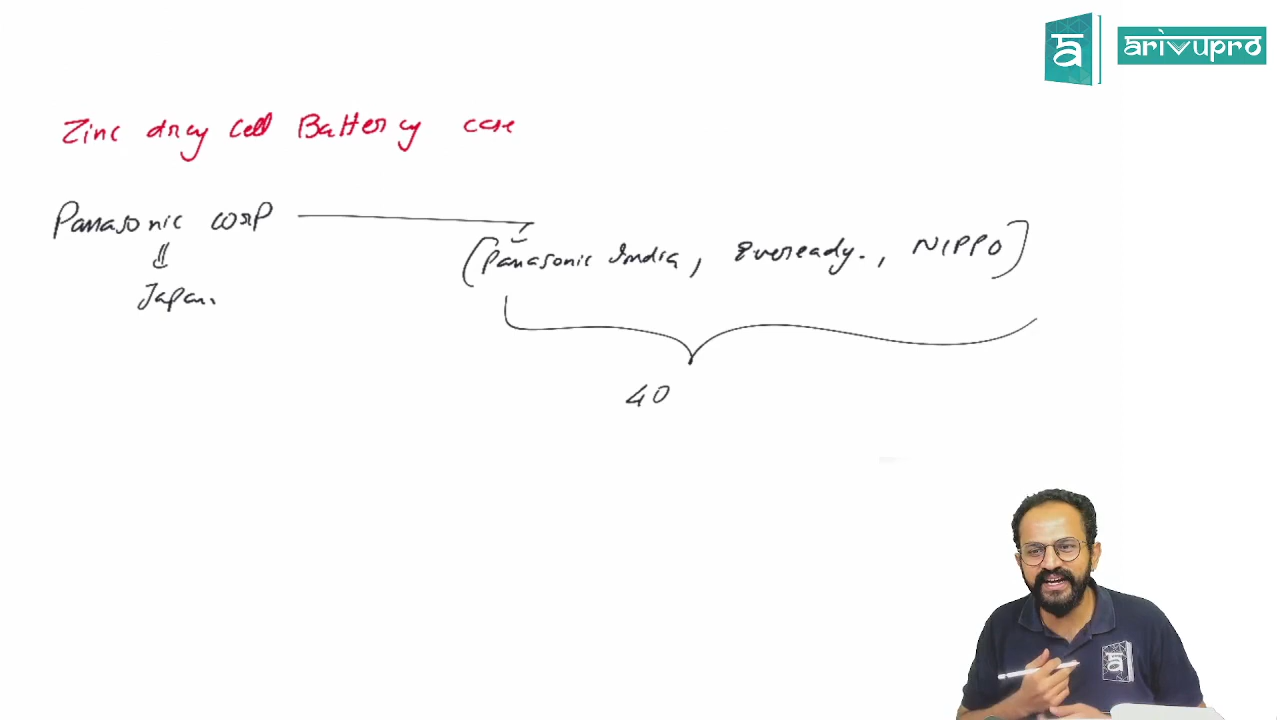 arivupro
Zinc dry cell Battery case
Panasonic corp
(Panasonic India, Eveready., NIPPO)
Japan.
40